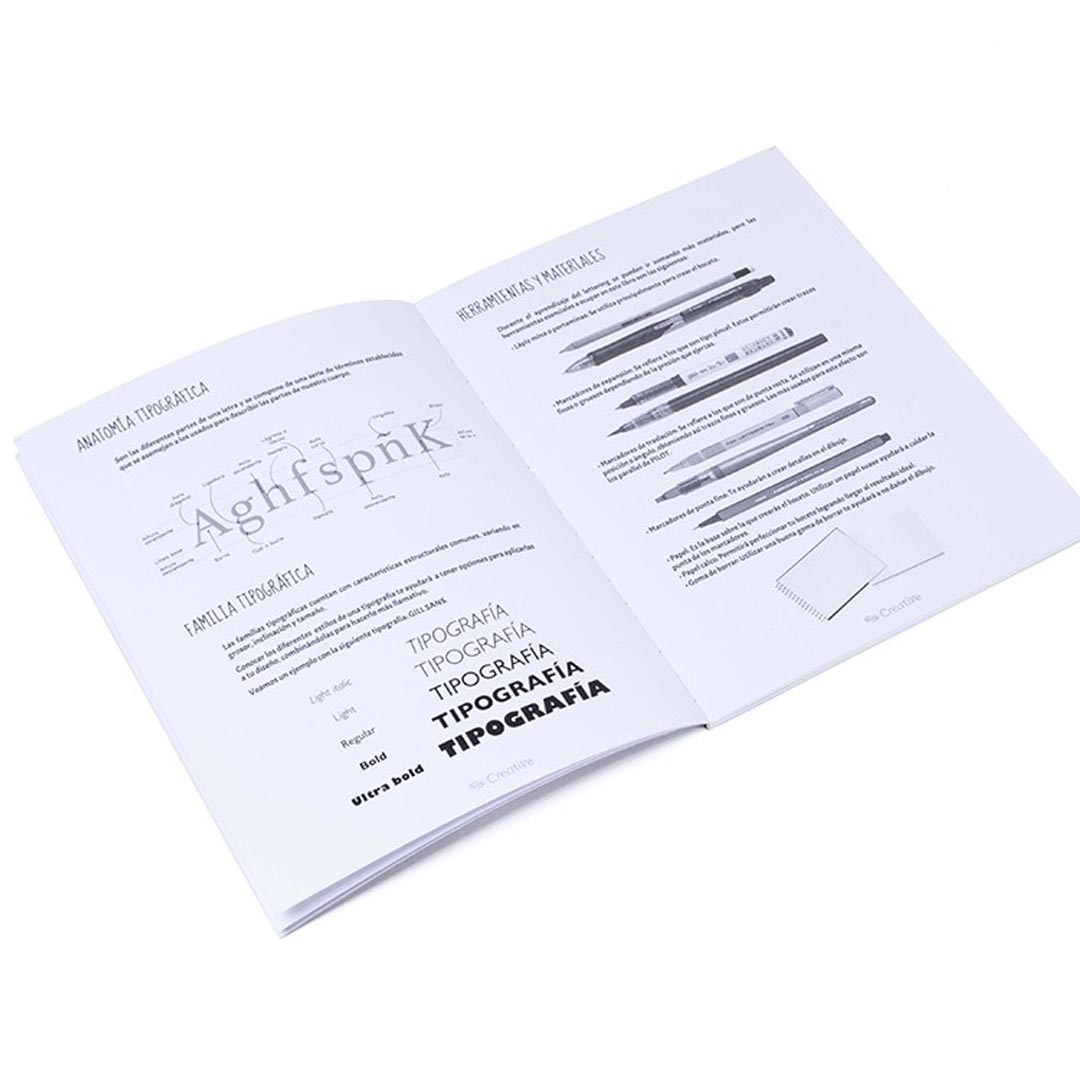 ANATOMÍA TIPOGRÁFICA
Son las diferentes partes de una letra y se compone de una serie de términos establecidos
que se asemejan a los usados para describir las partes de nuestro cuerpo.
AghfspñK
FAMILIA TIPOGRÁFICA
Las familias tipográficas cuentan con características estructurales comunes, variando en
grosor, inclinación y tamaño.
Conocer los diferentes estilos de una tipografía te ayudará a tener opciones para aplicarlas
a tu diseño, combinándolas para hacerlo más llamativo.
Veamos un ejemplo con la siguiente tipografía: GILL SANS.
Light italic TIPOGRAFÍA
Light TIPOGRAFÍA
Regular TIPOGRAFÍA
Bold TIPOGRAFÍA
Ultra bold TIPOGRAFÍA
Creative
HERRAMIENTAS Y MATERIALES
Durante el aprendizaje del lettering se pueden ir sumando más materiales, pero las
herramientas esenciales a ocupar en este libro son las siguientes:
• Lápiz mina o portaminas: Se utiliza principalmente para crear el boceto.
• Marcadores de expansión: Se refiere a los que son tipo pincel. Estos permitirán crear trazos
finos o gruesos dependiendo de la presión que ejerzas.
• Marcadores de traslación: Se refiere a los que son de punta recta. Se utilizan en una misma
posición o ángulo, obteniendo así trazos finos y gruesos. Los más usados para este efecto son
los parallel de PILOT.
• Marcadores de punta fina: Te ayudarán a crear detalles en el dibujo.
• Papel. Es la base sobre la que crearás el boceto. Utilizar un papel suave ayudará a cuidar la
punta de los marcadores.
• Papel calco: Permitirá perfeccionar tu boceto logrando llegar al resultado ideal.
• Goma de borrar: Utilizar una buena goma de borrar te ayudará a no dañar el dibujo.
Creative